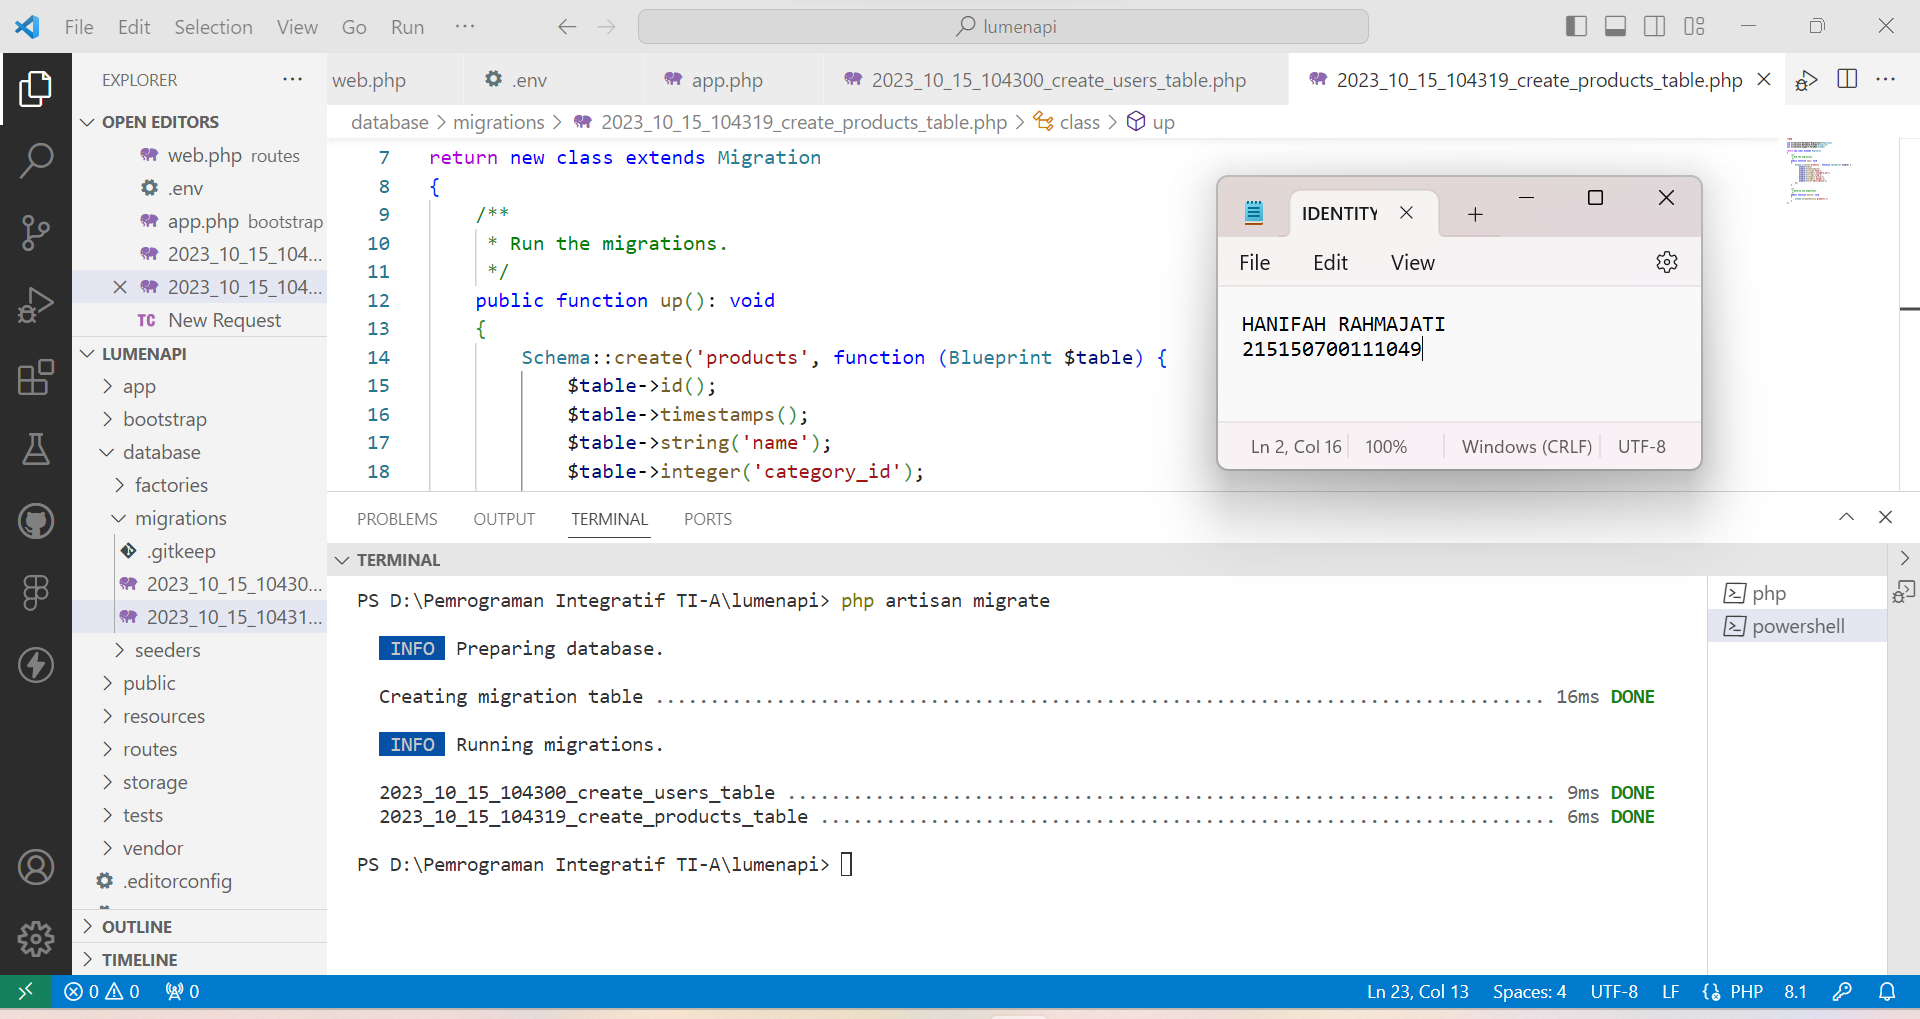 File Edit Selection View Go Run ··· lumenapi
EXPLORER ···
web.php .env app.php 2023_10_15_104300_create_users_table.php 2023_10_15_104319_create_products_table.php ···
database > migrations > 2023_10_15_104319_create_products_table.php > class > up
OPEN EDITORS
web.php routes
.env
app.php bootstrap
2023_10_15_104...
2023_10_15_104...
TC New Request
LUMENAPI
app
bootstrap
database
factories
migrations
.gitkeep
2023_10_15_10430...
2023_10_15_10431...
seeders
public
resources
routes
storage
tests
vendor
.editorconfig
OUTLINE
TIMELINE
7 return new class extends Migration
8 {
9 /**
10 * Run the migrations.
11 */
12 public function up(): void
13 {
14 Schema::create('products', function (Blueprint $table) {
15 $table->id();
16 $table->timestamps();
17 $table->string('name');
18 $table->integer('category_id');
IDENTITY
File Edit View
HANIFAH RAHMAJATI
215150700111049
Ln 2, Col 16 100% Windows (CRLF) UTF-8
PROBLEMS OUTPUT TERMINAL PORTS
TERMINAL
PS D:\Pemrograman Integratif TI-A\lumenapi> php artisan migrate
INFO Preparing database.
Creating migration table ................................................................................. 16ms DONE
INFO Running migrations.
2023_10_15_104300_create_users_table ...................................................................... 9ms DONE
2023_10_15_104319_create_products_table ................................................................... 6ms DONE
PS D:\Pemrograman Integratif TI-A\lumenapi>
php
powershell
0 0 0 Ln 23, Col 13 Spaces: 4 UTF-8 LF PHP 8.1